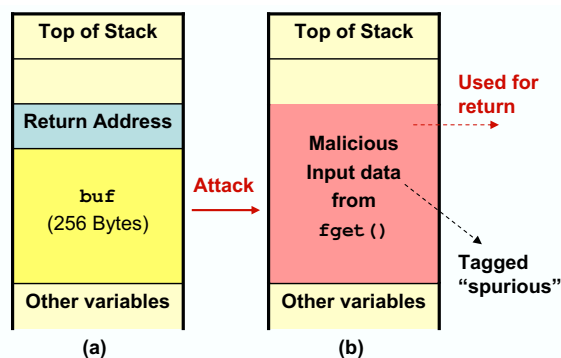 Top of Stack
Return Address
buf
(256 Bytes)
Other variables
(a)
Attack
Top of Stack
Malicious
Input data
from
fget()
Other variables
(b)
Used for
return
Tagged
“spurious”